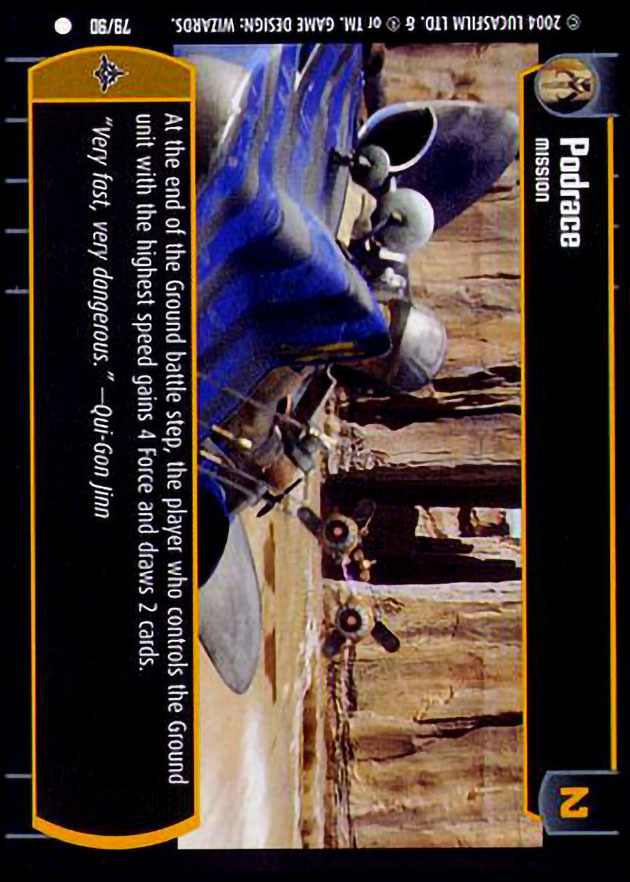 Podrace
MISSION
2
At the end of the Ground battle step, the player who controls the Ground
unit with the highest speed gains 4 Force and draws 2 cards.
"Very fast, very dangerous." —Qui-Gon Jinn
© 2004 LUCASFILM LTD. & ® or TM. GAME DESIGN: WIZARDS.
79/90